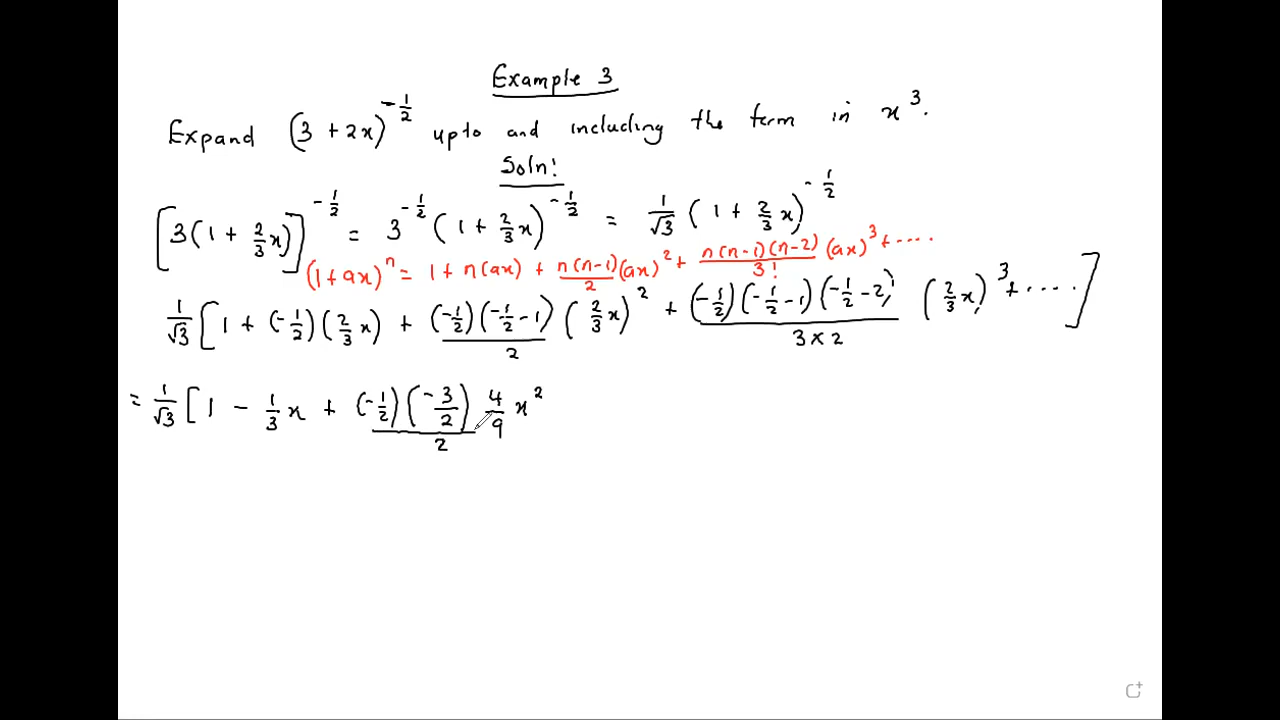 Example 3
Expand (3 + 2x)^{-1/2} upto and including the term in x^3.
Soln!
[3(1 + 2/3 x)]^{-1/2} = 3^{-1/2} (1 + 2/3 x)^{-1/2} = 1/√3 (1 + 2/3 x)^{-1/2}
(1 + ax)^n = 1 + n(ax) + n(n-1)/2 (ax)^2 + n(n-1)(n-2)/3! (ax)^3 + ....
1/√3 [1 + (-1/2)(2/3 x) + (-1/2)(-1/2 - 1)/2 (2/3 x)^2 + (-1/2)(-1/2 - 1)(-1/2 - 2)/3×2 (2/3 x)^3 + ....]
= 1/√3 [1 - 1/3 x + (-1/2)(-3/2)/2 4/9 x^2